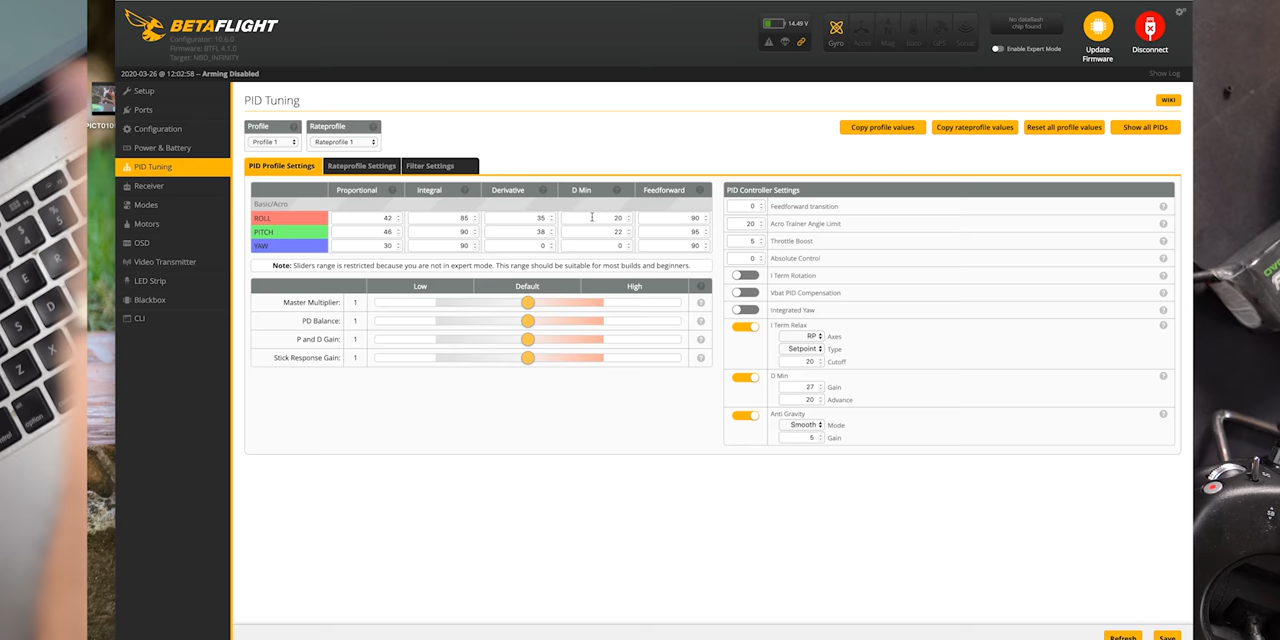 BETAFLIGHT
Configurator: 10.6.0
Firmware: BTFL 4.1.0
Target: NBD_INFINITY
14.49 V
Gyro Accel Mag Baro GPS Sonar
No dataflash
chip found
Enable Expert Mode
Update
Firmware
Disconnect
2020-03-26 @ 12:02:58 -- Arming Disabled
Show Log
Setup
Ports
Configuration
Power & Battery
PID Tuning
Receiver
Modes
Motors
OSD
Video Transmitter
LED Strip
Blackbox
CLI
PID Tuning
WIKI
Profile
Rateprofile
Profile 1
Rateprofile 1
Copy profile values
Copy rateprofile values
Reset all profile values
Show all PIDs
PID Profile Settings
Rateprofile Settings
Filter Settings
Proportional Integral Derivative D Min Feedforward
Basic/Acro
ROLL 42 85 35 20 90
PITCH 46 90 38 22 95
YAW 30 90 0 0 90
Note: Sliders range is restricted because you are not in expert mode. This range should be suitable for most builds and beginners.
Low Default High
Master Multiplier: 1
PD Balance: 1
P and D Gain: 1
Stick Response Gain: 1
PID Controller Settings
0 Feedforward transition
20 Acro Trainer Angle Limit
5 Throttle Boost
0 Absolute Control
I Term Rotation
Vbat PID Compensation
Integrated Yaw
I Term Relax
RP Axes
Setpoint Type
20 Cutoff
D Min
27 Gain
20 Advance
Anti Gravity
Smooth Mode
5 Gain
Refresh
Save
PICT010
$
4
5
E
R
S
D
F
Z
X
option